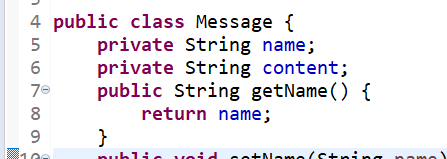 4 public class Message {
5 private String name;
6 private String content;
7 public String getName() {
8 return name;
9 }
10 public void setName(String name)